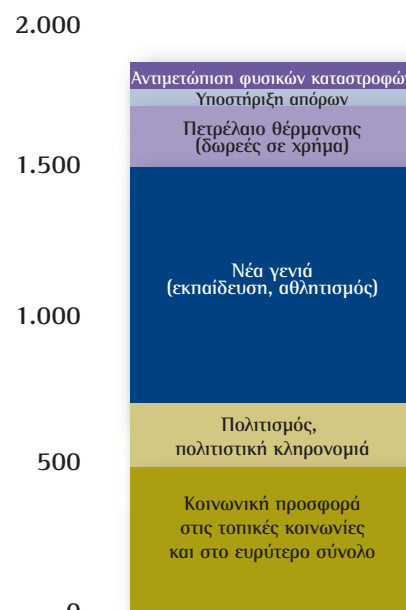 2.000
Αντιμετώπιση φυσικών καταστροφών
Υποστήριξη απόρων
Πετρέλαιο θέρμανσης
(δωρεές σε χρήμα)
1.500
Νέα γενιά
(εκπαίδευση, αθλητισμός)
1.000
Πολιτισμός,
πολιτιστική κληρονομιά
500
Κοινωνική προσφορά
στις τοπικές κοινωνίες
και στο ευρύτερο σύνολο
0